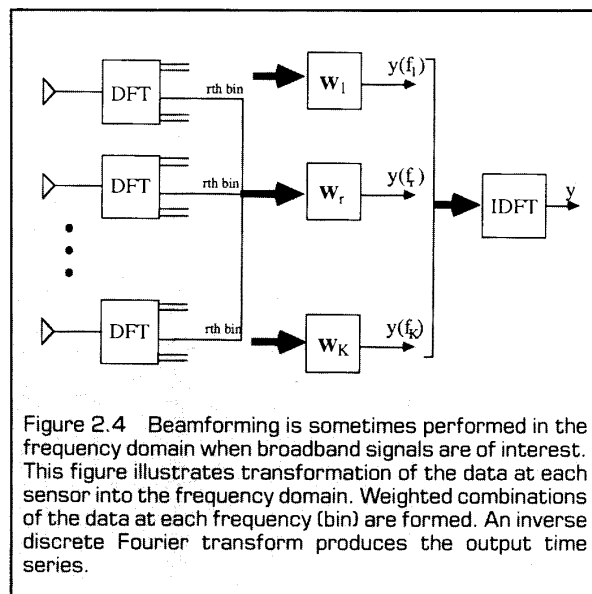 DFT
rth bin
W1
y(f1)
DFT
rth bin
Wr
y(fr)
IDFT
y
DFT
rth bin
WK
y(fK)
Figure 2.4 Beamforming is sometimes performed in the
frequency domain when broadband signals are of interest.
This figure illustrates transformation of the data at each
sensor into the frequency domain. Weighted combinations
of the data at each frequency (bin) are formed. An inverse
discrete Fourier transform produces the output time
series.